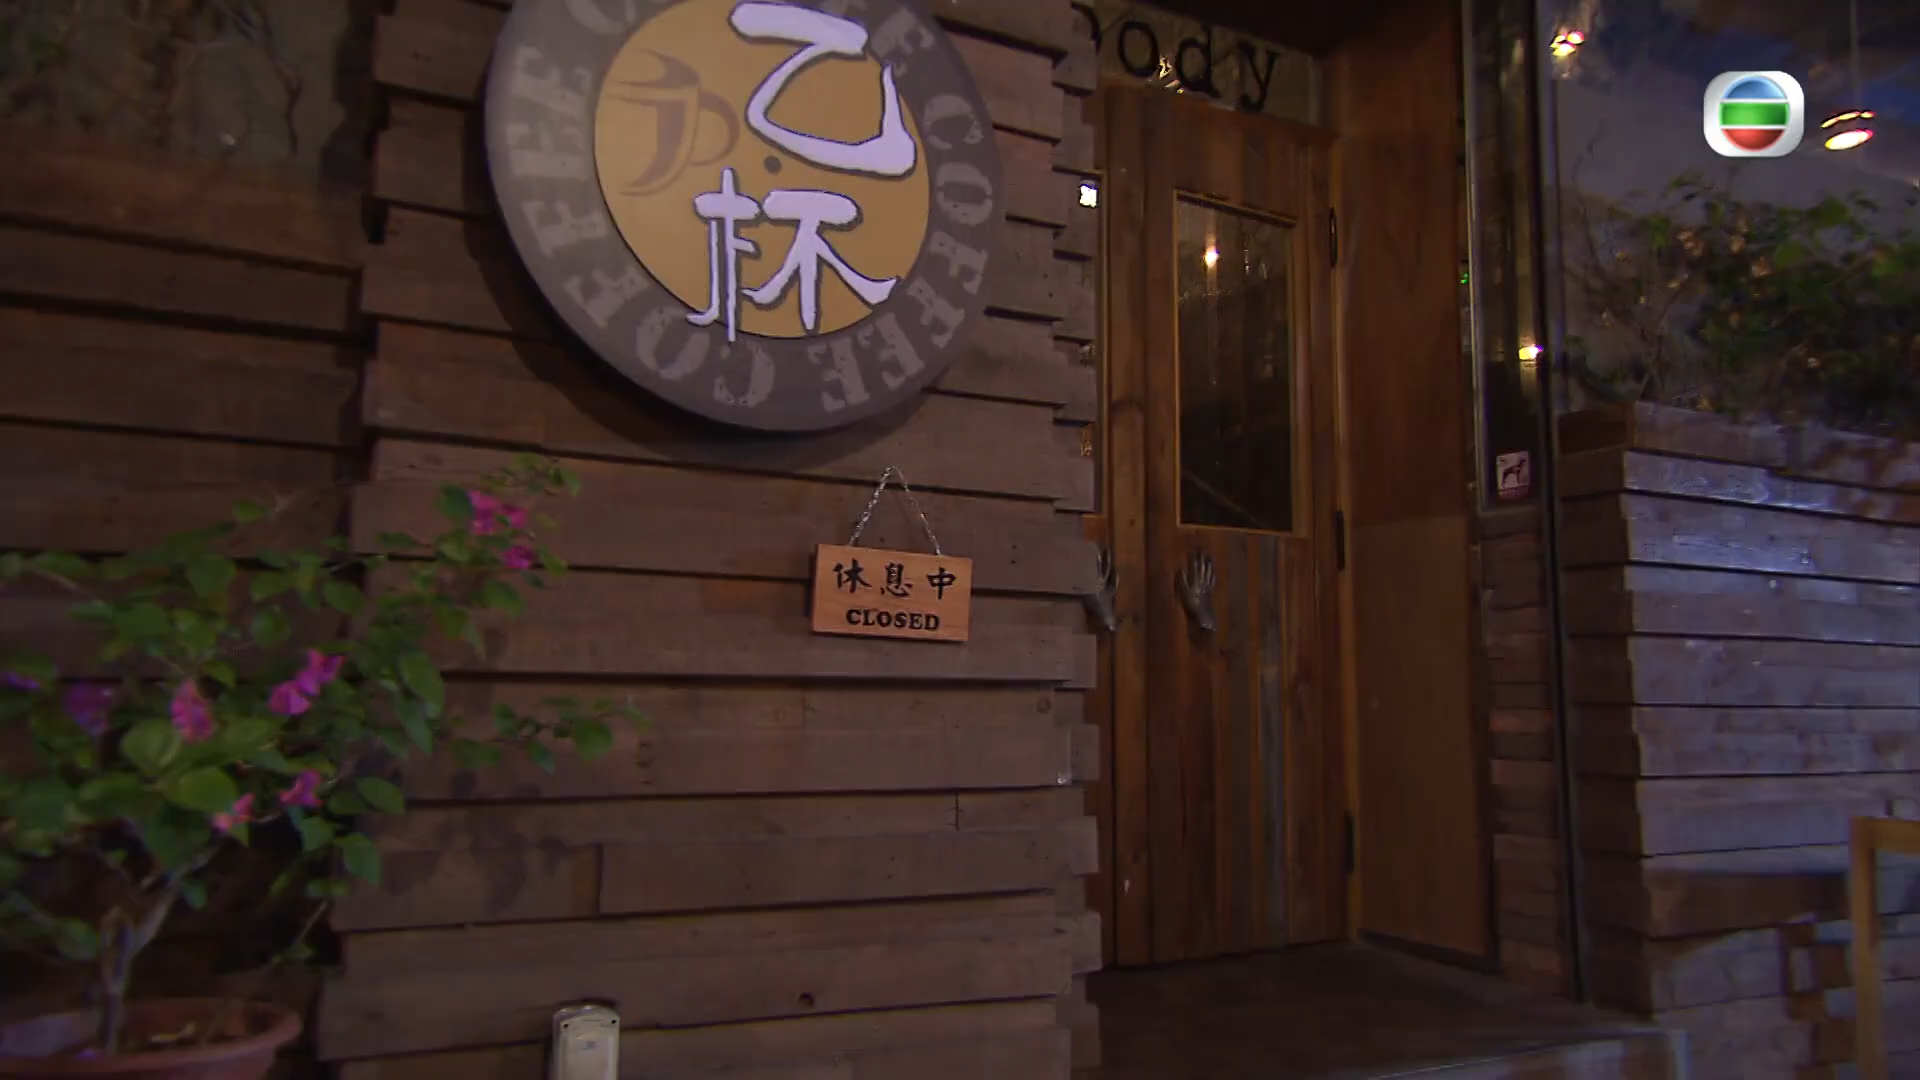 乙
杯
COFFEE COFFEE COFFEE
ody
休息中
CLOSED